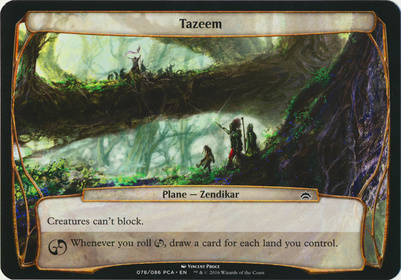 Tazeem
Plane — Zendikar
Creatures can't block.
Whenever you roll , draw a card for each land you control.
Vincent Proce
078/086 PCA • EN ™ & © 2016 Wizards of the Coast